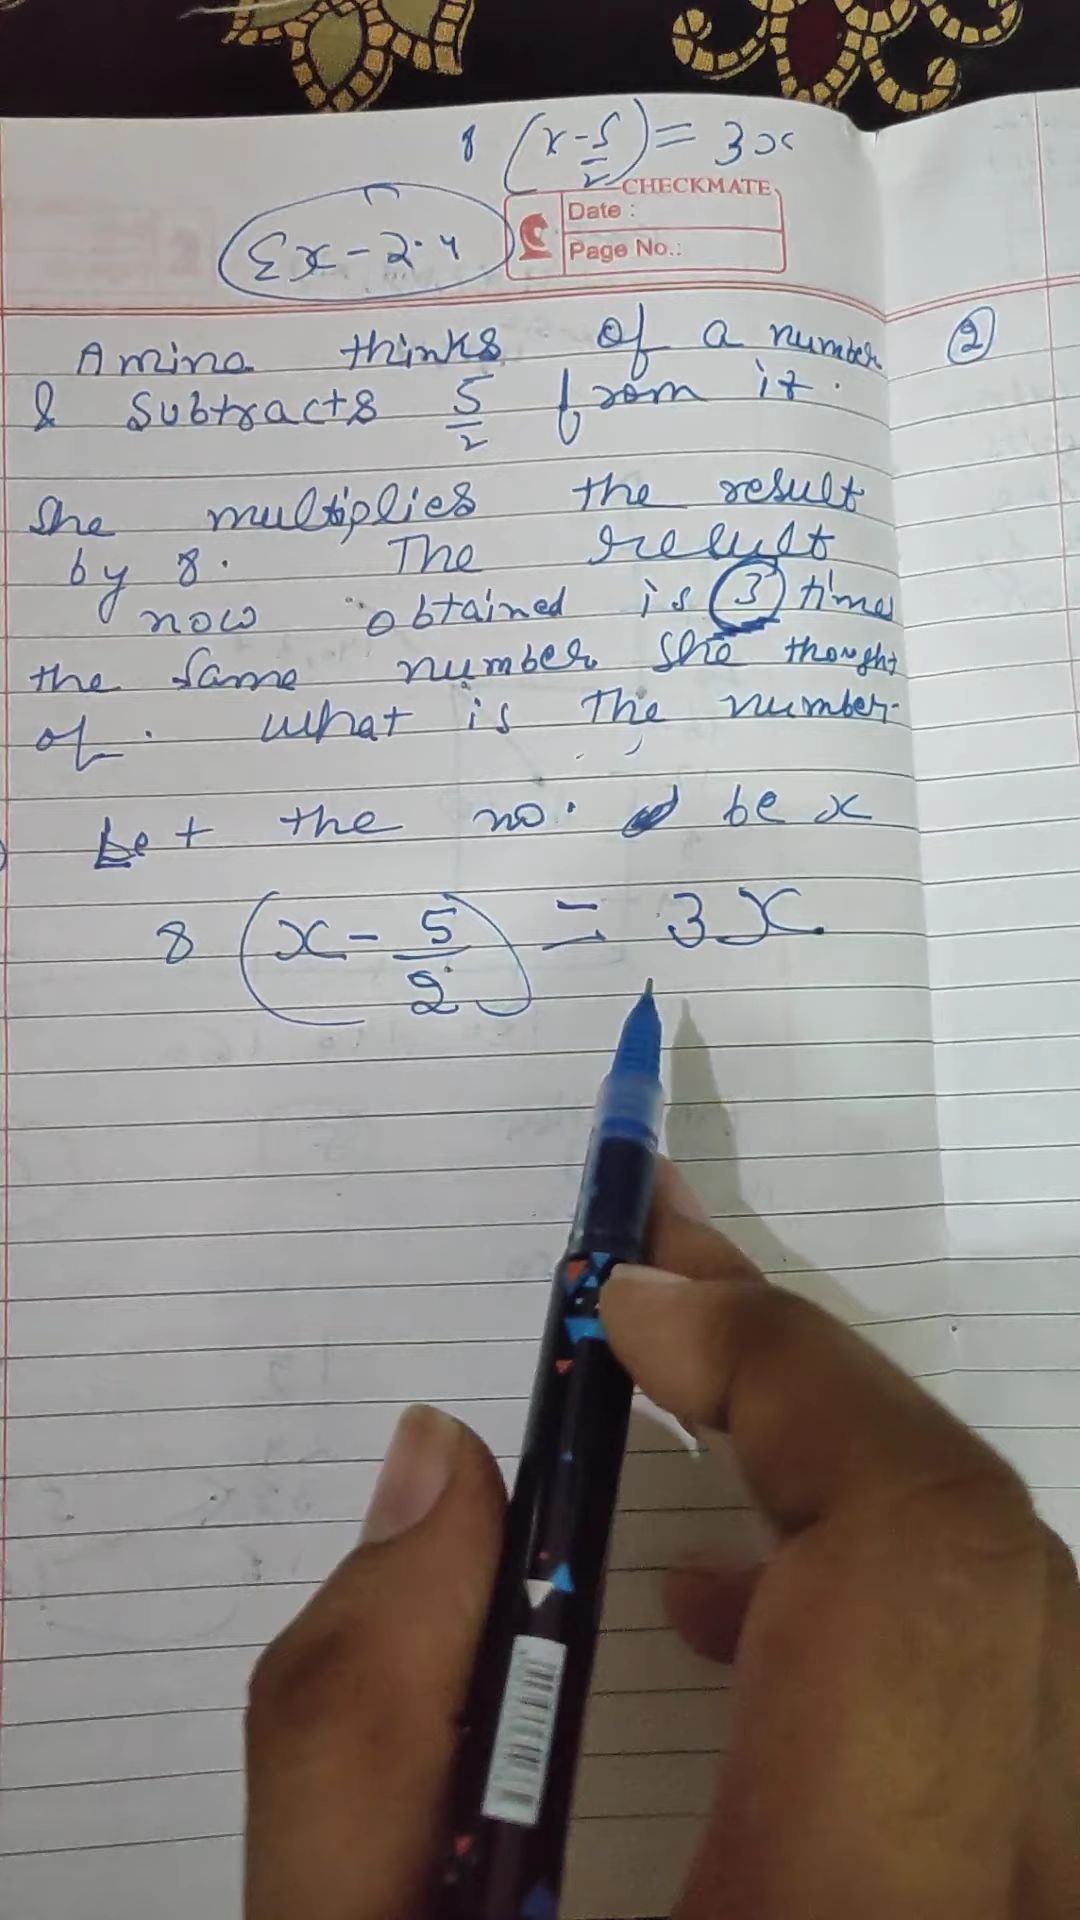 8 (x - 5/2) = 3x
CHECKMATE
Date :
Page No.:
Ex - 2.4
Amina thinks of a number
& Subtracts 5/2 from it.
She multiplies the result
by 8. The result
now obtained is 3 times
the same number she thought
of. what is the number.
Let the no. be x
8 (x - 5/2) = 3x
2